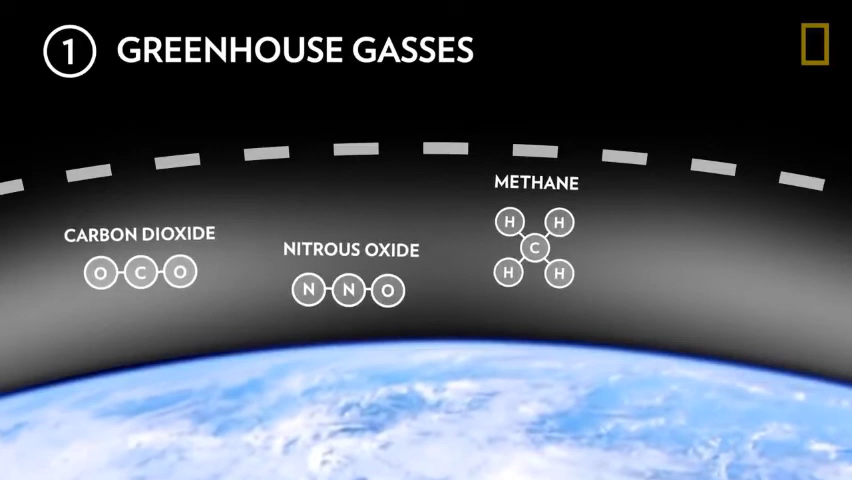 1 GREENHOUSE GASSES
METHANE
H H
C
H H
CARBON DIOXIDE
O C O
NITROUS OXIDE
N N O